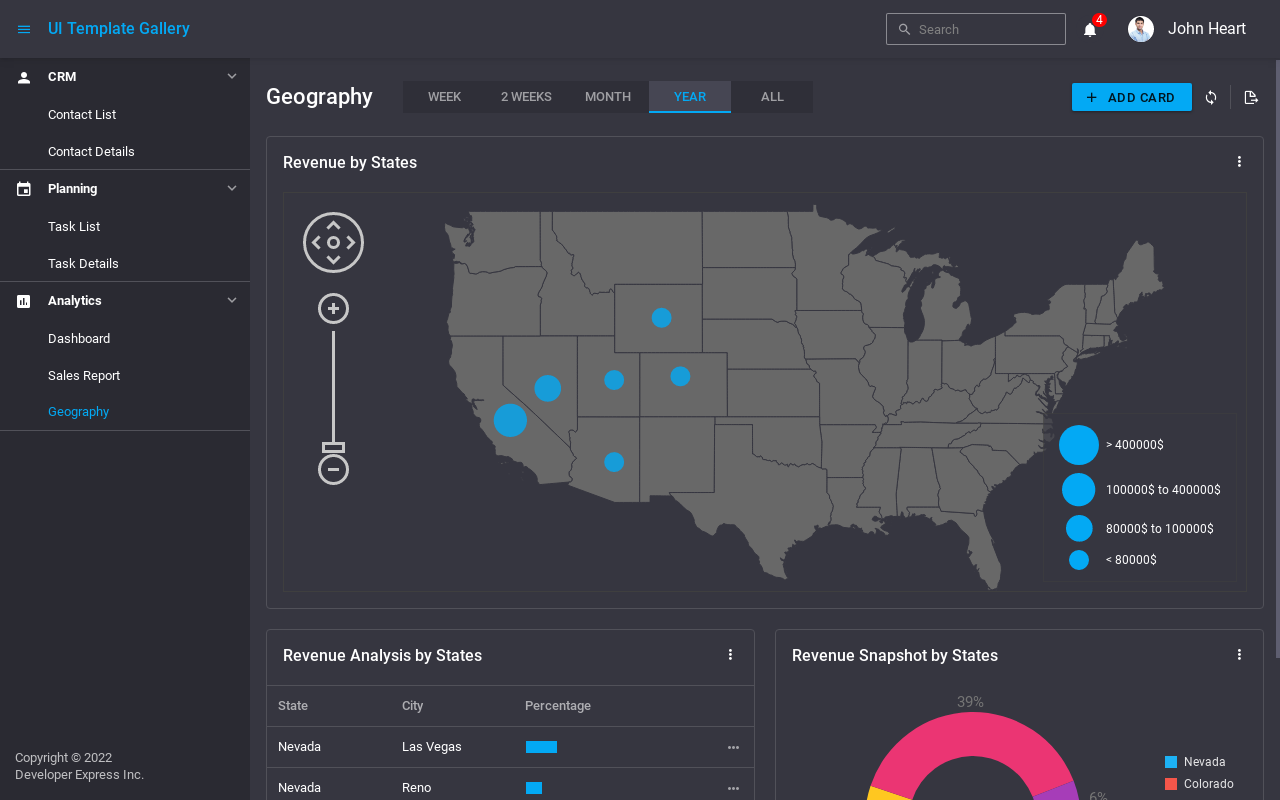 UI Template Gallery
Search
4
John Heart
CRM
Contact List
Contact Details
Planning
Task List
Task Details
Analytics
Dashboard
Sales Report
Geography
Copyright © 2022
Developer Express Inc.
Geography
WEEK
2 WEEKS
MONTH
YEAR
ALL
ADD CARD
Revenue by States
> 400000$
100000$ to 400000$
80000$ to 100000$
< 80000$
Revenue Analysis by States
State City Percentage
Nevada Las Vegas
Nevada Reno
Revenue Snapshot by States
39%
6%
Nevada
Colorado